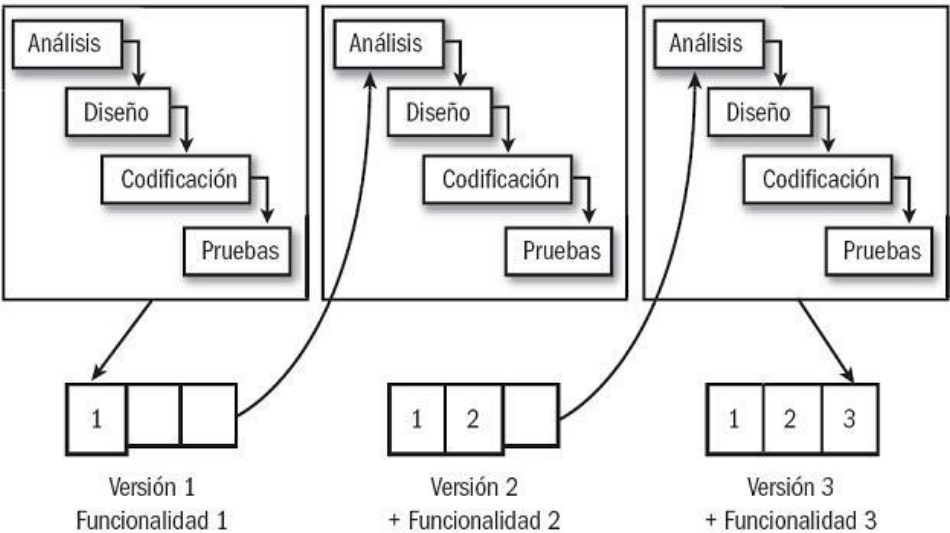 Análisis
Diseño
Codificación
Pruebas
Análisis
Diseño
Codificación
Pruebas
Análisis
Diseño
Codificación
Pruebas
1
Versión 1
Funcionalidad 1
1 2
Versión 2
+ Funcionalidad 2
1 2 3
Versión 3
+ Funcionalidad 3